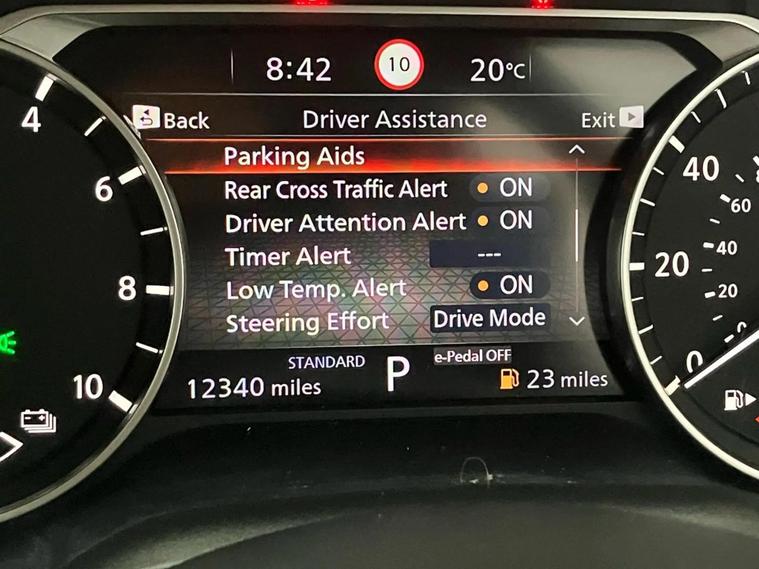 8:42 10 20°C
Back Driver Assistance Exit
Parking Aids
Rear Cross Traffic Alert ON
Driver Attention Alert ON
Timer Alert ---
Low Temp. Alert ON
Steering Effort Drive Mode
STANDARD P e-Pedal OFF
12340 miles 23 miles
4
6
8
10
40
20
0
60
40
20
0